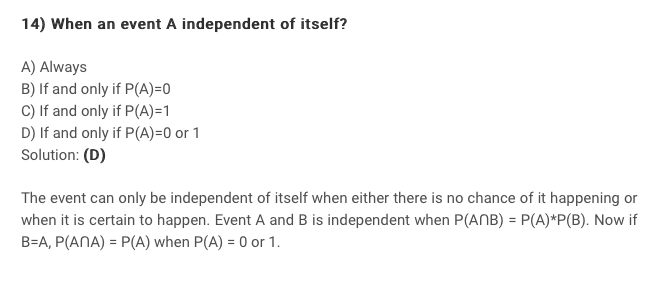 14) When an event A independent of itself?
A) Always
B) If and only if P(A)=0
C) If and only if P(A)=1
D) If and only if P(A)=0 or 1
Solution: (D)
The event can only be independent of itself when either there is no chance of it happening or
when it is certain to happen. Event A and B is independent when P(A∩B) = P(A)*P(B). Now if
B=A, P(A∩A) = P(A) when P(A) = 0 or 1.